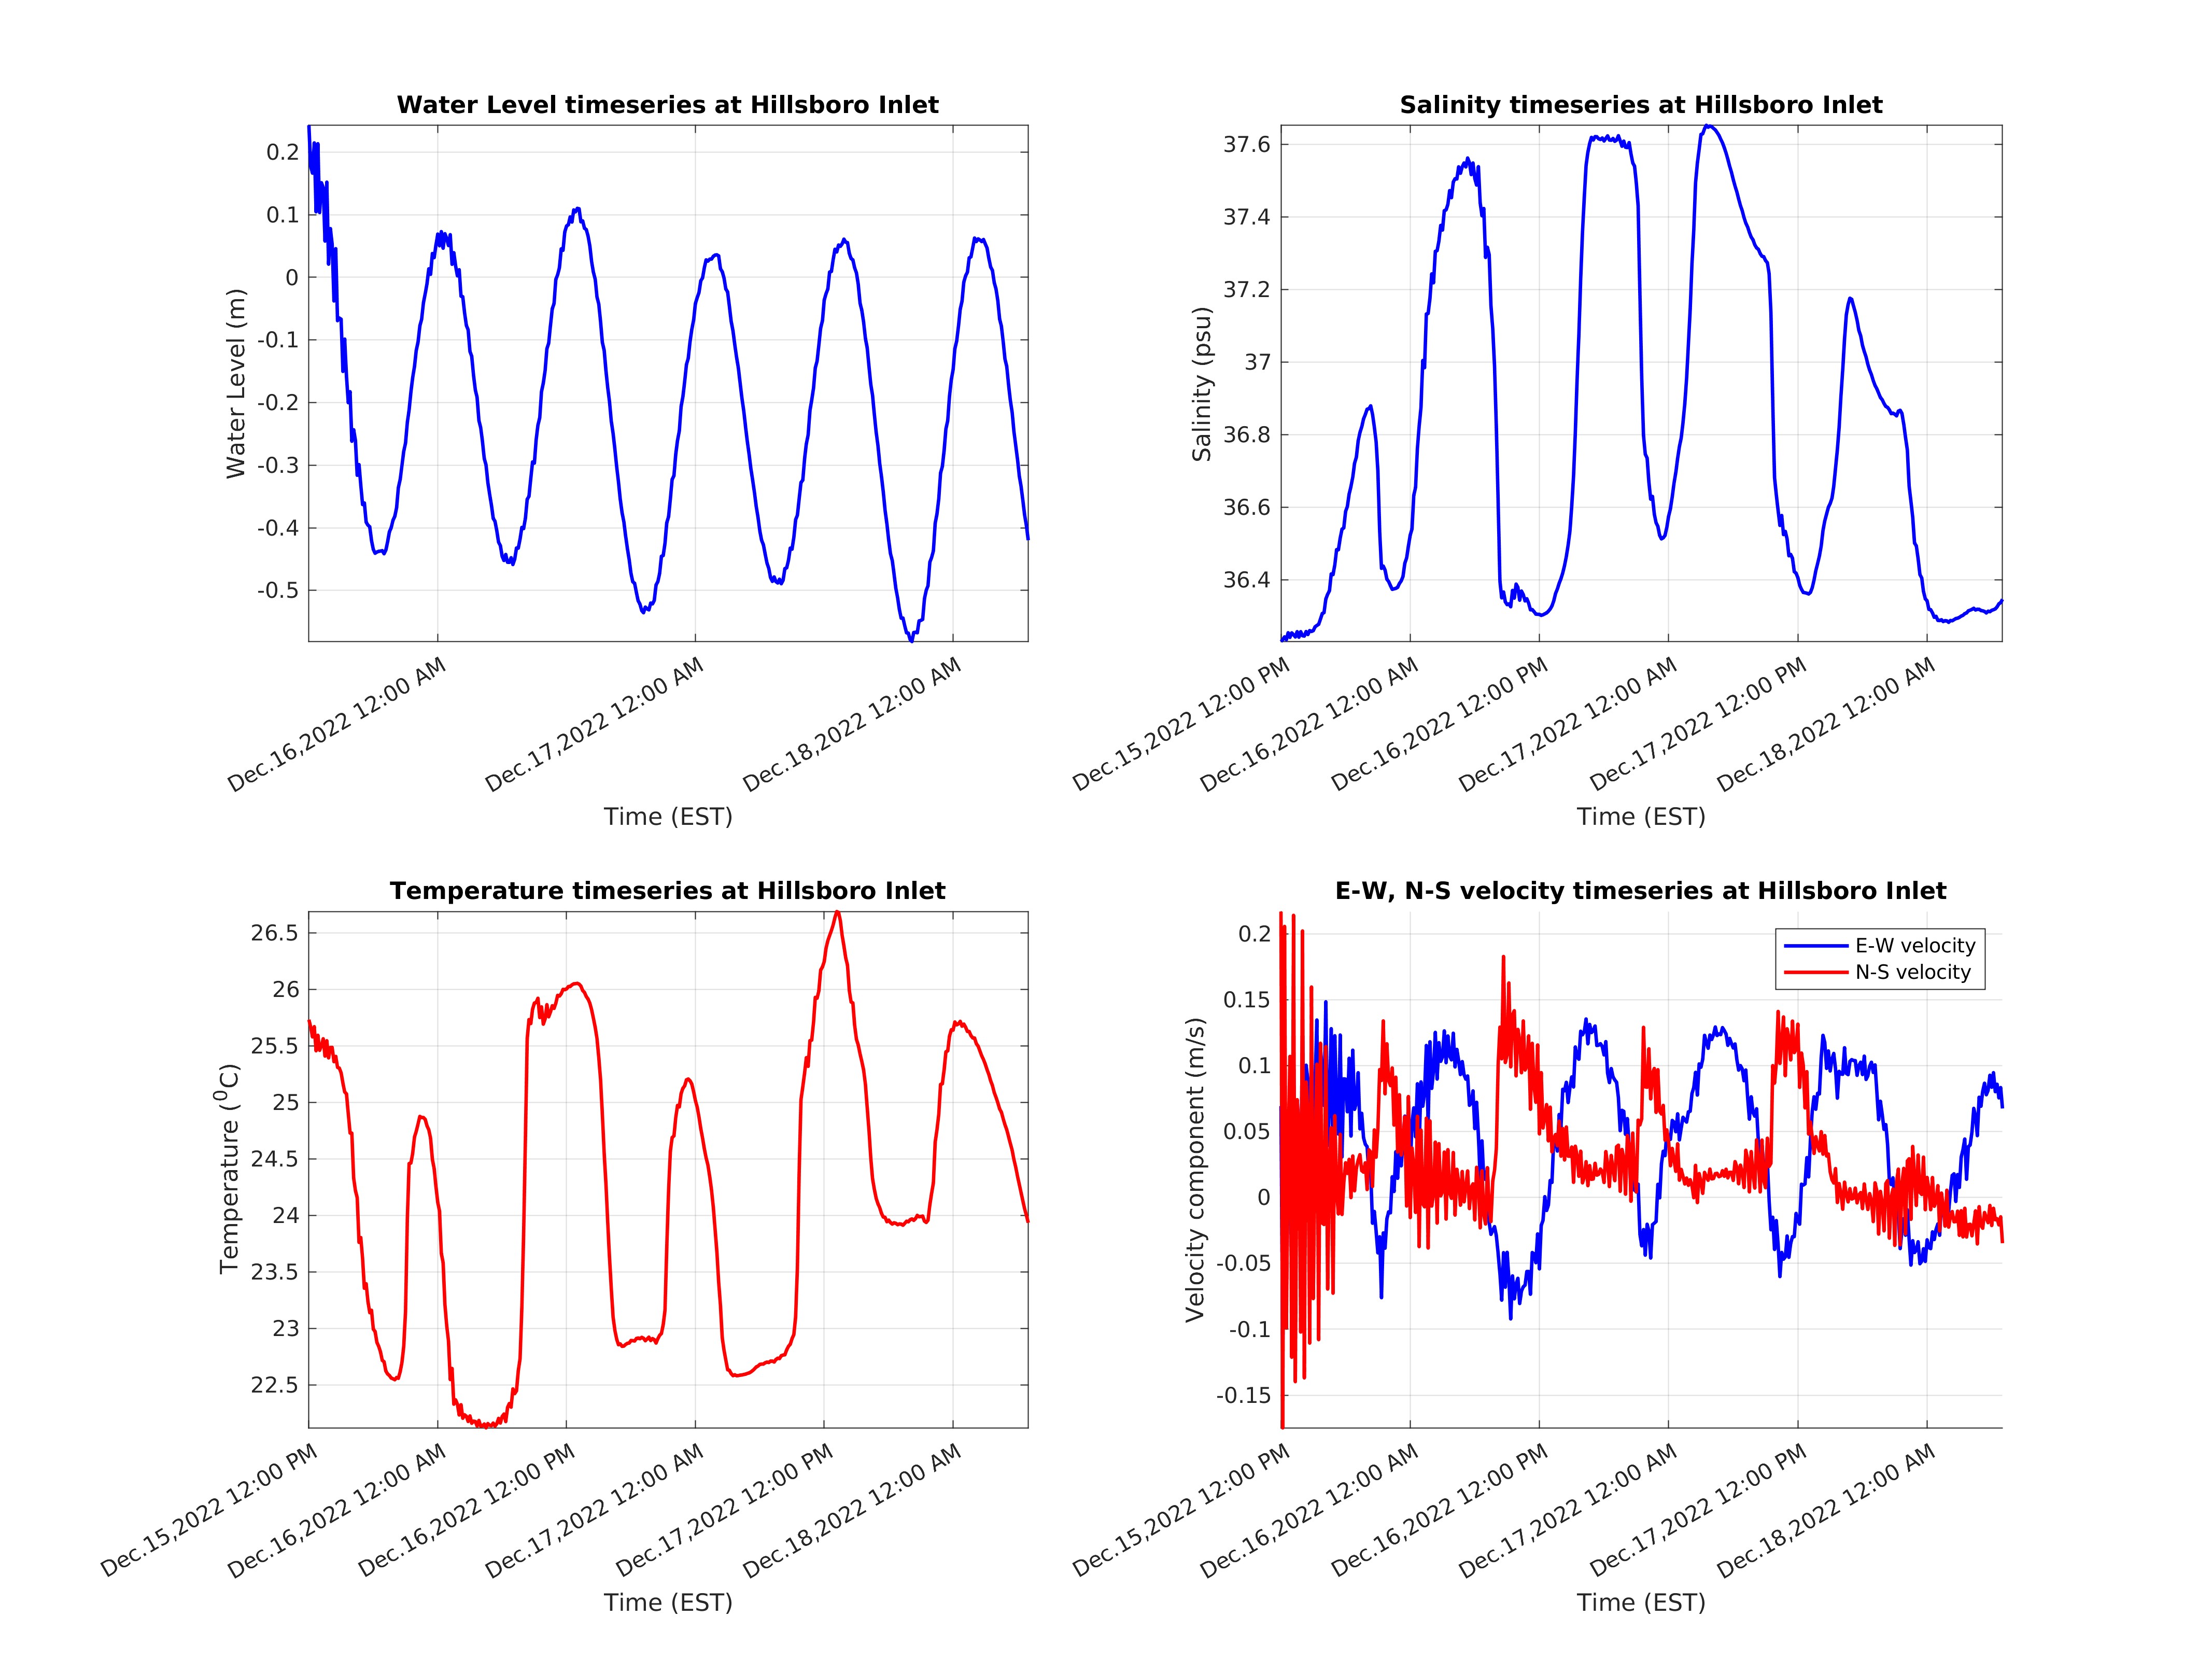 Water Level timeseries at Hillsboro Inlet
Water Level (m)
0.2
0.1
0
-0.1
-0.2
-0.3
-0.4
-0.5
Dec.16,2022 12:00 AM
Dec.17,2022 12:00 AM
Dec.18,2022 12:00 AM
Time (EST)
Salinity timeseries at Hillsboro Inlet
Salinity (psu)
37.6
37.4
37.2
37
36.8
36.6
36.4
Dec.15,2022 12:00 PM
Dec.16,2022 12:00 AM
Dec.16,2022 12:00 PM
Dec.17,2022 12:00 AM
Dec.17,2022 12:00 PM
Dec.18,2022 12:00 AM
Time (EST)
Temperature timeseries at Hillsboro Inlet
Temperature (⁰C)
26.5
26
25.5
25
24.5
24
23.5
23
22.5
Dec.15,2022 12:00 PM
Dec.16,2022 12:00 AM
Dec.16,2022 12:00 PM
Dec.17,2022 12:00 AM
Dec.17,2022 12:00 PM
Dec.18,2022 12:00 AM
Time (EST)
E-W, N-S velocity timeseries at Hillsboro Inlet
Velocity component (m/s)
0.2
0.15
0.1
0.05
0
-0.05
-0.1
-0.15
E-W velocity
N-S velocity
Dec.15,2022 12:00 PM
Dec.16,2022 12:00 AM
Dec.16,2022 12:00 PM
Dec.17,2022 12:00 AM
Dec.17,2022 12:00 PM
Dec.18,2022 12:00 AM
Time (EST)